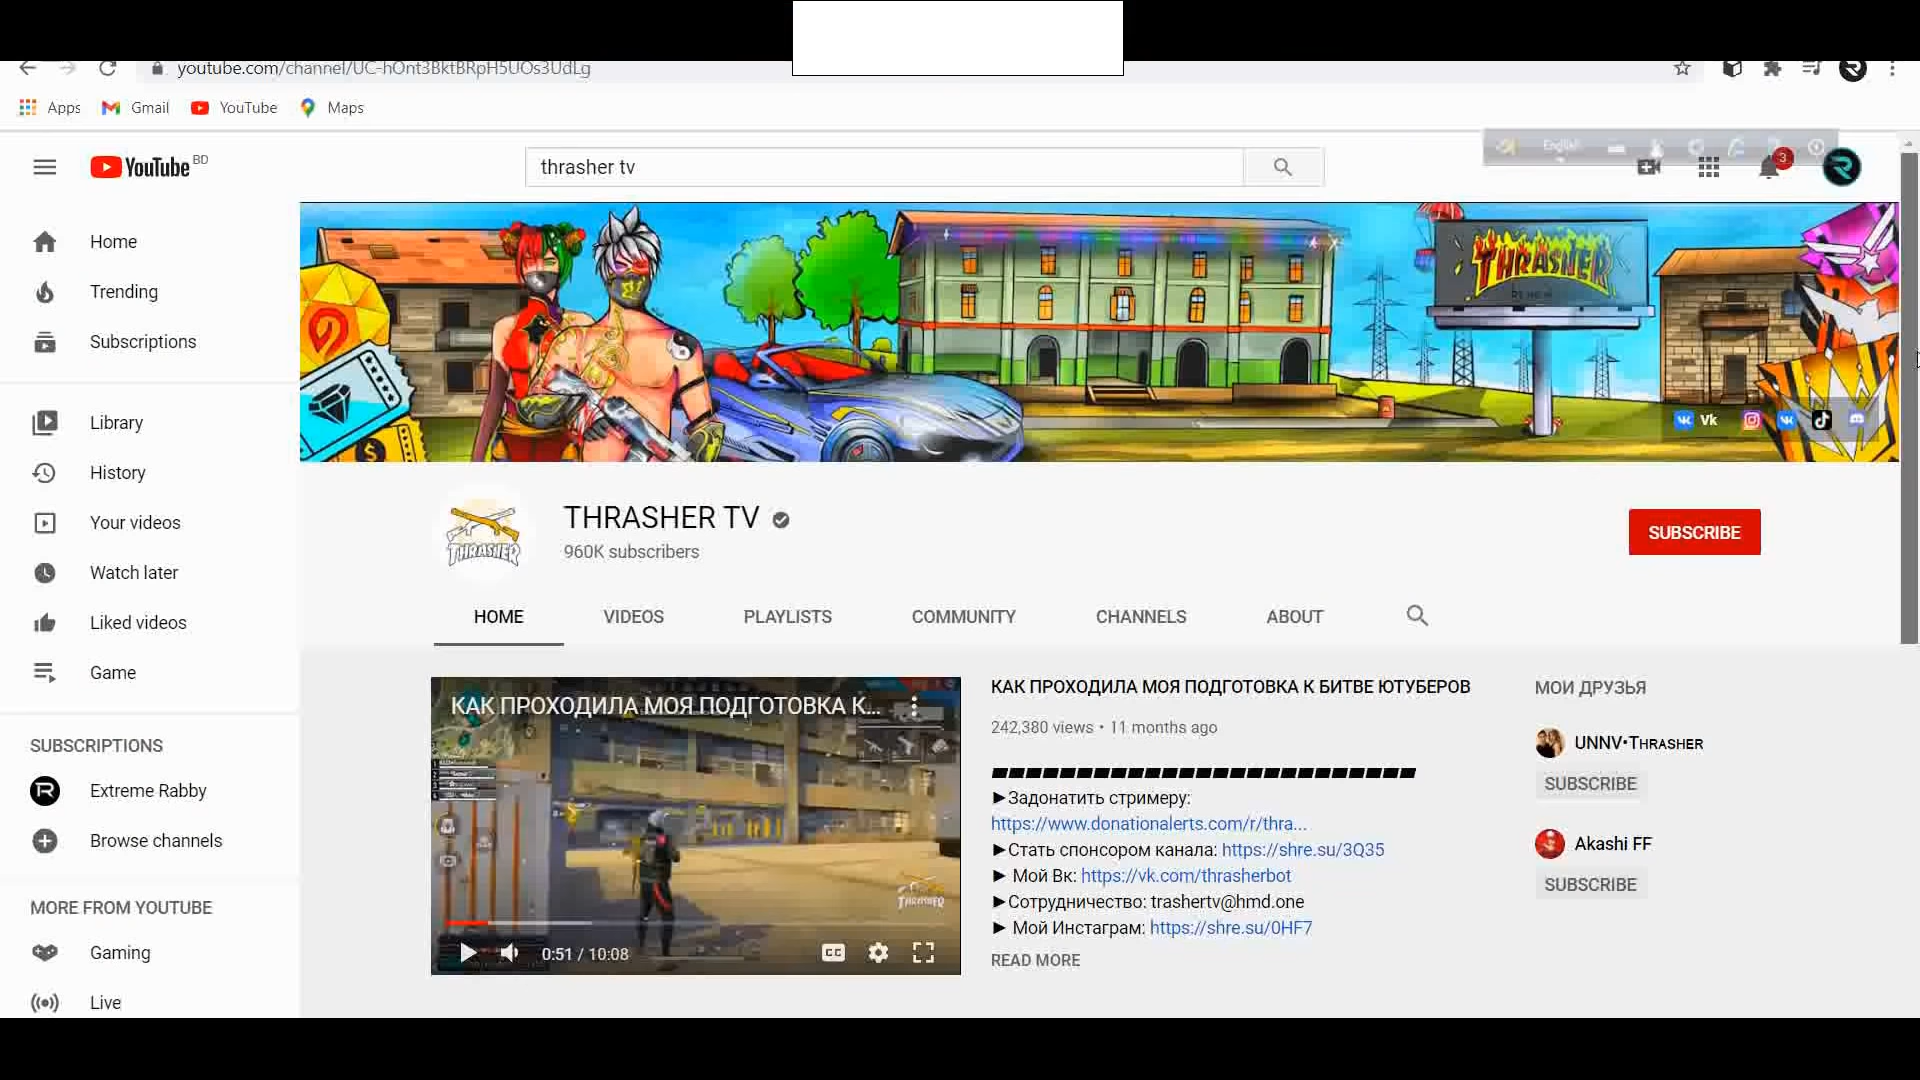 youtube.com/channel/UC-hOnt3BktBRpH5UOs3UdLg
Apps
Gmail
YouTube
Maps
YouTube BD
thrasher tv
English
3
Home
Trending
Subscriptions
Library
History
Your videos
Watch later
Liked videos
Game
SUBSCRIPTIONS
Extreme Rabby
Browse channels
MORE FROM YOUTUBE
Gaming
Live
THRASHER
Vk
THRASHER
THRASHER TV
960K subscribers
SUBSCRIBE
HOME
VIDEOS
PLAYLISTS
COMMUNITY
CHANNELS
ABOUT
КАК ПРОХОДИЛА МОЯ ПОДГОТОВКА К...
THRASHER
0:51 / 10:08
CC
КАК ПРОХОДИЛА МОЯ ПОДГОТОВКА К БИТВЕ ЮТУБЕРОВ
242,380 views • 11 months ago
►Задонатить стримеру:
https://www.donationalerts.com/r/thra...
►Стать спонсором канала: https://shre.su/3Q35
► Мой Вк: https://vk.com/thrasherbot
►Сотрудничество: trashertv@hmd.one
► Мой Инстаграм: https://shre.su/0HF7
READ MORE
МОИ ДРУЗЬЯ
UNNV•Thrasher
SUBSCRIBE
Akashi FF
SUBSCRIBE